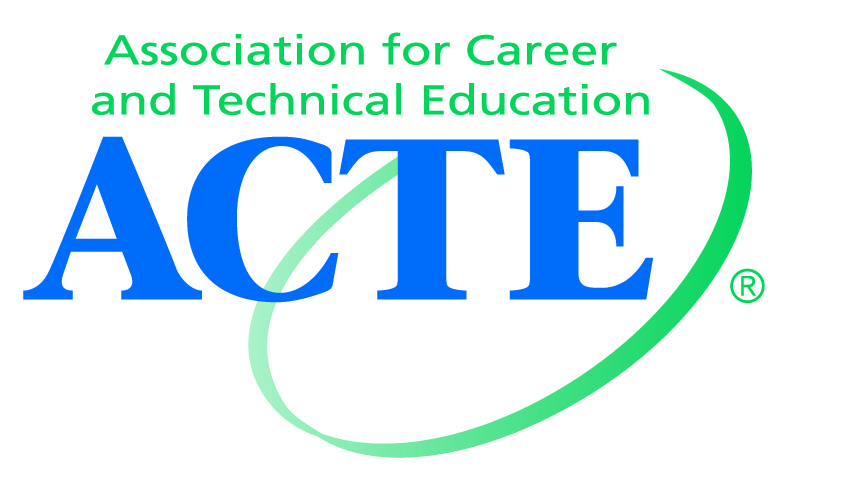 Association for Career
and Technical Education
ACTE
®